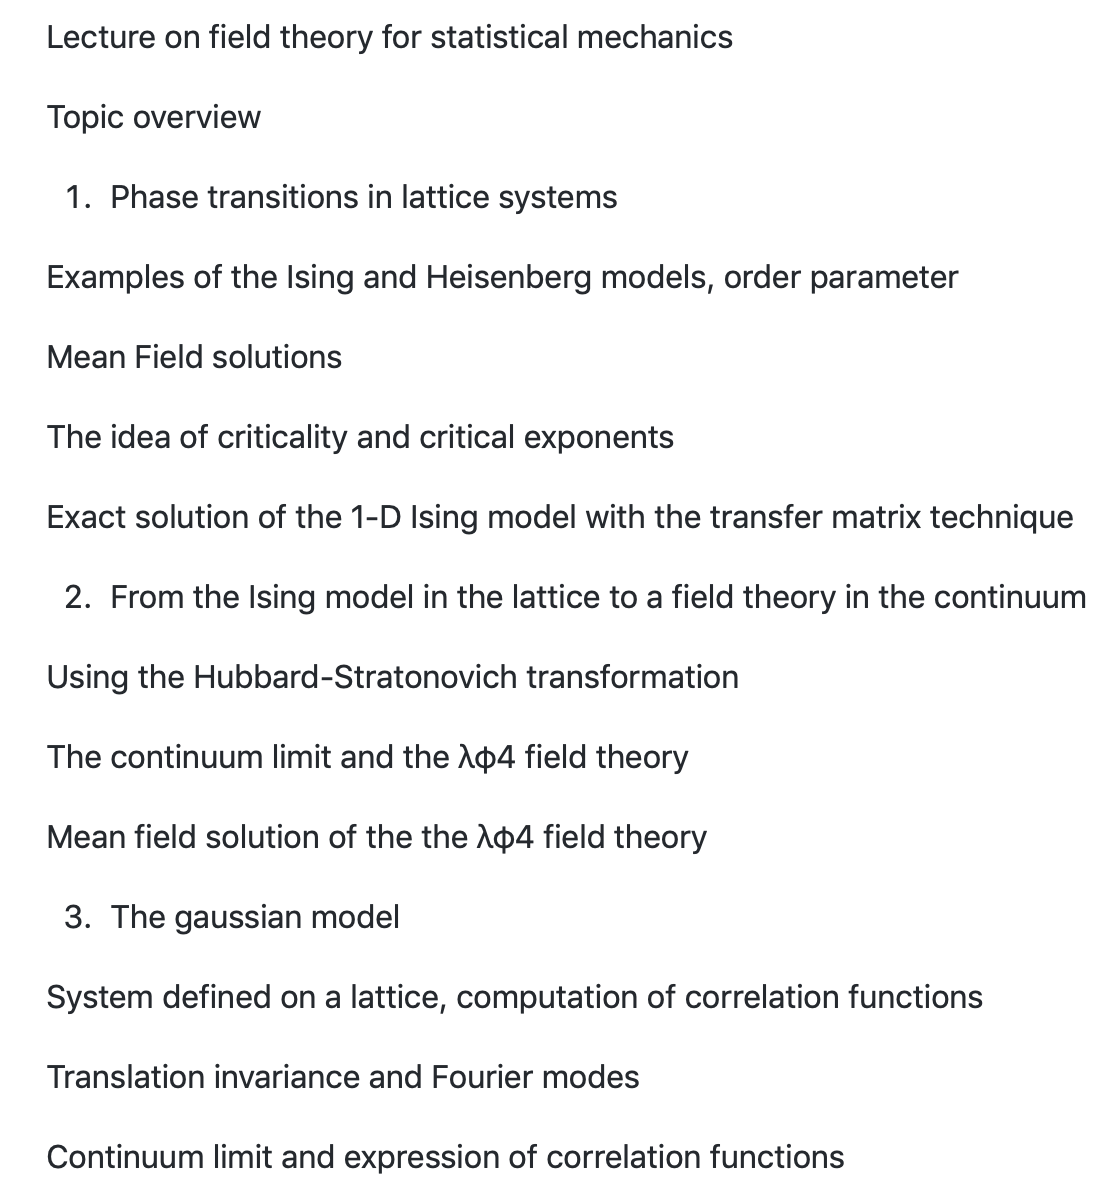 Lecture on field theory for statistical mechanics
Topic overview
1. Phase transitions in lattice systems
Examples of the Ising and Heisenberg models, order parameter
Mean Field solutions
The idea of criticality and critical exponents
Exact solution of the 1-D Ising model with the transfer matrix technique
2. From the Ising model in the lattice to a field theory in the continuum
Using the Hubbard-Stratonovich transformation
The continuum limit and the λφ4 field theory
Mean field solution of the the λφ4 field theory
3. The gaussian model
System defined on a lattice, computation of correlation functions
Translation invariance and Fourier modes
Continuum limit and expression of correlation functions